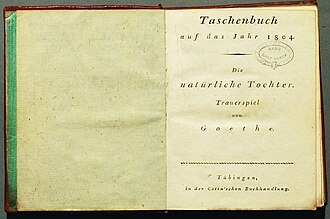 Taschenbuch
auf das Jahr 1804.
Die
natürliche Tochter.
Trauerspiel
von
Goethe.
Tübingen,
in der Cotta'schen Buchhandlung.